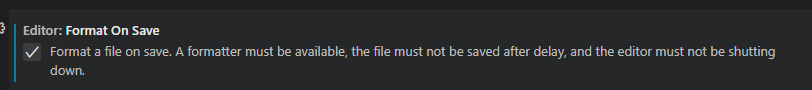 Editor: Format On Save
Format a file on save. A formatter must be available, the file must not be saved after delay, and the editor must not be shutting
down.